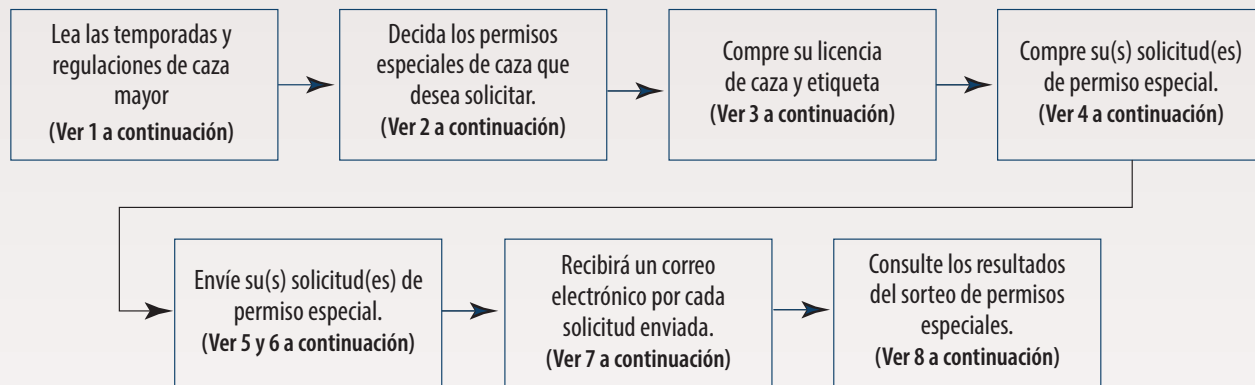 Lea las temporadas y
regulaciones de caza
mayor
(Ver 1 a continuación)
Decida los permisos
especiales de caza que
desea solicitar.
(Ver 2 a continuación)
Compre su licencia
de caza y etiqueta
(Ver 3 a continuación)
Compre su(s) solicitud(es)
de permiso especial.
(Ver 4 a continuación)
Envíe su(s) solicitud(es) de
permiso especial.
(Ver 5 y 6 a continuación)
Recibirá un correo
electrónico por cada
solicitud enviada.
(Ver 7 a continuación)
Consulte los resultados
del sorteo de permisos
especiales.
(Ver 8 a continuación)